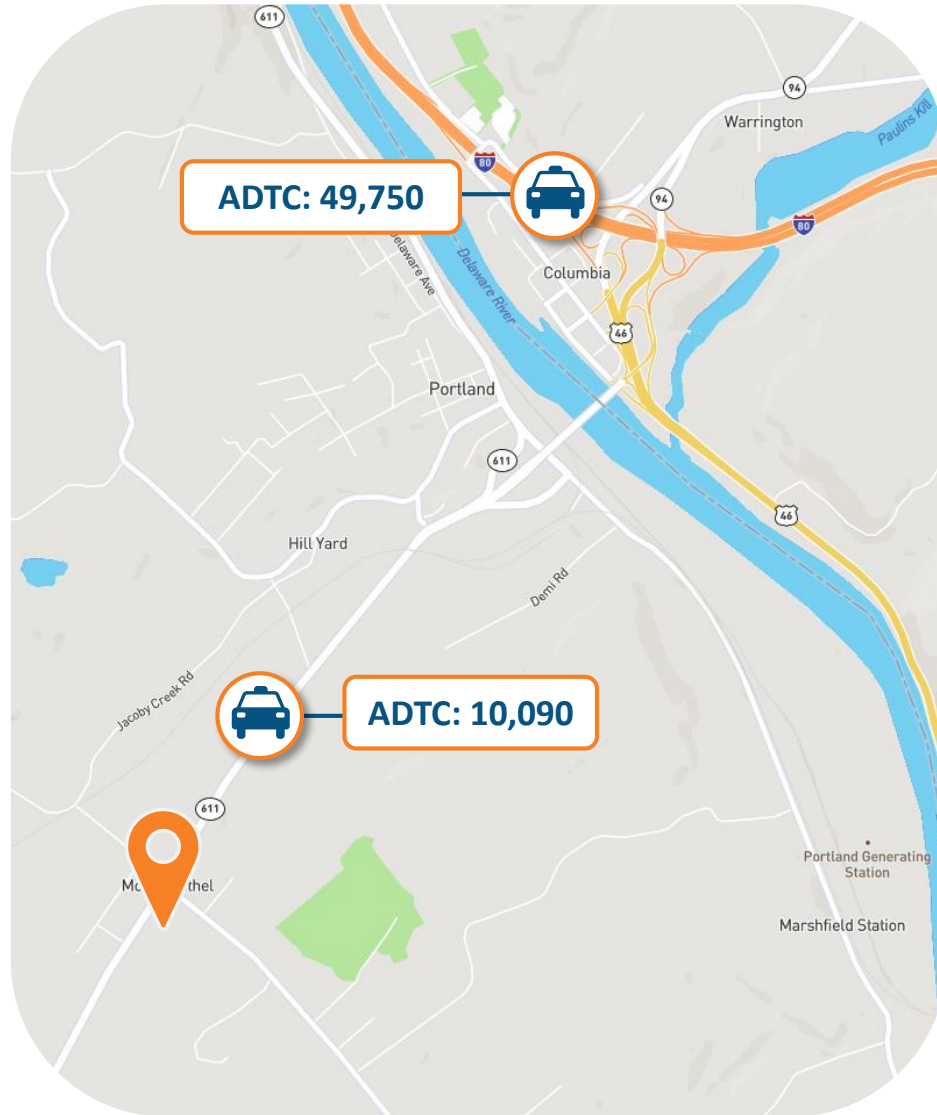 611
94
Warrington
Paulins Kill
80
ADTC: 49,750
94
80
Delaware Ave
Delaware River
Columbia
46
Portland
611
46
Hill Yard
Demi Rd
Jacoby Creek Rd
ADTC: 10,090
611
Portland Generating
Station
Mo thel
Marshfield Station